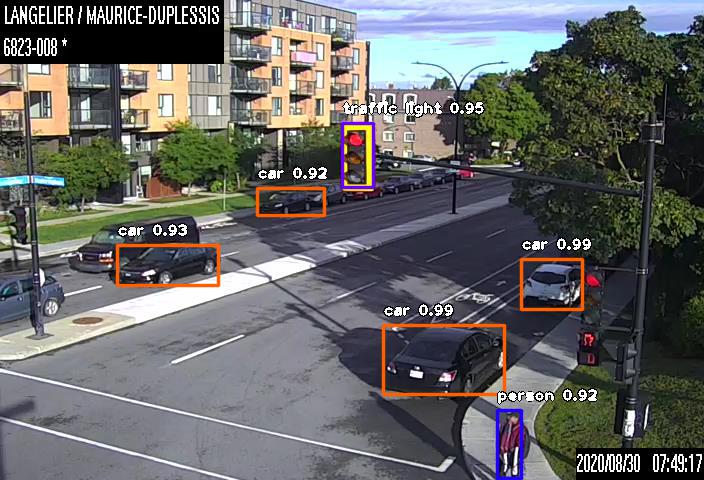 LANGELIER / MAURICE-DUPLESSIS
6823-008 *
traffic light 0.95
car 0.92
car 0.93
car 0.99
car 0.99
person 0.92
2020/08/30 07:49:17